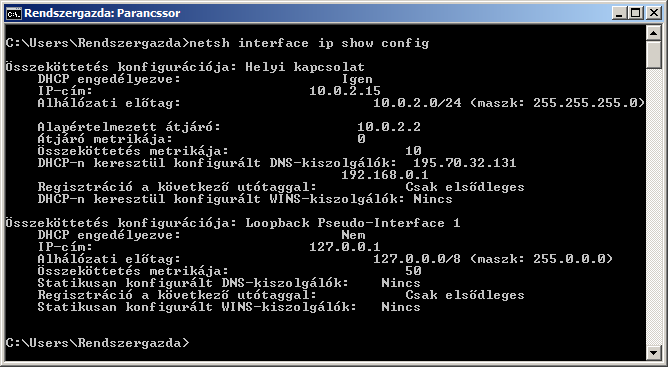 Rendszergazda: Parancssor
C:\Users\Rendszergazda>netsh interface ip show config
Összeköttetés konfigurációja: Helyi kapcsolat
DHCP engedélyezve: Igen
IP-cím: 10.0.2.15
Alhálózati előtag: 10.0.2.0/24 (maszk: 255.255.255.0)
Alapértelmezett átjáró: 10.0.2.2
Átjáró metrikája: 0
Összeköttetés metrikája: 10
DHCP-n keresztül konfigurált DNS-kiszolgálók: 195.70.32.131
192.168.0.1
Regisztráció a következő utótaggal: Csak elsődleges
DHCP-n keresztül konfigurált WINS-kiszolgálók: Nincs
Összeköttetés konfigurációja: Loopback Pseudo-Interface 1
DHCP engedélyezve: Nem
IP-cím: 127.0.0.1
Alhálózati előtag: 127.0.0.0/8 (maszk: 255.0.0.0)
Összeköttetés metrikája: 50
Statikusan konfigurált DNS-kiszolgálók: Nincs
Regisztráció a következő utótaggal: Csak elsődleges
Statikusan konfigurált WINS-kiszolgálók: Nincs
C:\Users\Rendszergazda>